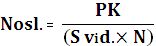 Nosl. = PK
(S vid.× N)